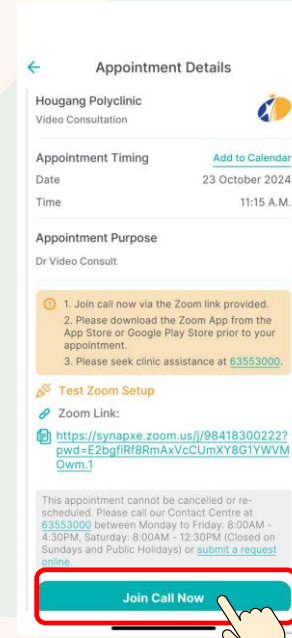 Appointment Details
Hougang Polyclinic
Video Consultation
Appointment Timing Add to Calendar
Date 23 October 2024
Time 11:15 A.M.
Appointment Purpose
Dr Video Consult
1. Join call now via the Zoom link provided.
2. Please download the Zoom App from the
App Store or Google Play Store prior to your
appointment.
3. Please seek clinic assistance at 63553000.
Test Zoom Setup
Zoom Link:
https://synapxe.zoom.us/j/98418300222?
pwd=E2bgfiRf8RmAxVcCUmXY8G1YWVM
Owm.1
This appointment cannot be cancelled or re-
scheduled. Please call our Contact Centre at
63553000 between Monday to Friday: 8:00AM -
4:30PM, Saturday: 8:00AM - 12:30PM (Closed on
Sundays and Public Holidays) or submit a request
online.
Join Call Now